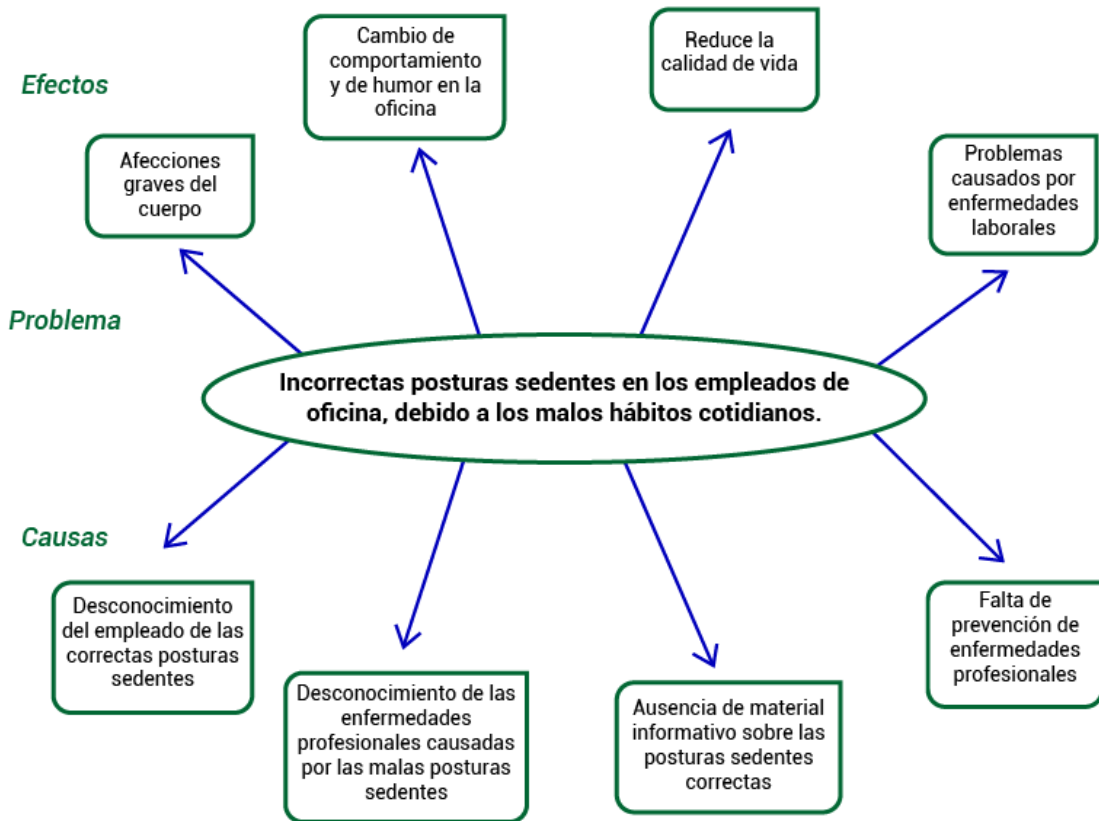 Efectos
Cambio de
comportamiento
y de humor en la
oficina
Reduce la
calidad de vida
Afecciones
graves del
cuerpo
Problemas
causados por
enfermedades
laborales
Problema
Incorrectas posturas sedentes en los empleados de
oficina, debido a los malos hábitos cotidianos.
Causas
Desconocimiento
del empleado de las
correctas posturas
sedentes
Desconocimiento de las
enfermedades
profesionales causadas
por las malas posturas
sedentes
Ausencia de material
informativo sobre las
posturas sedentes
correctas
Falta de
prevención de
enfermedades
profesionales